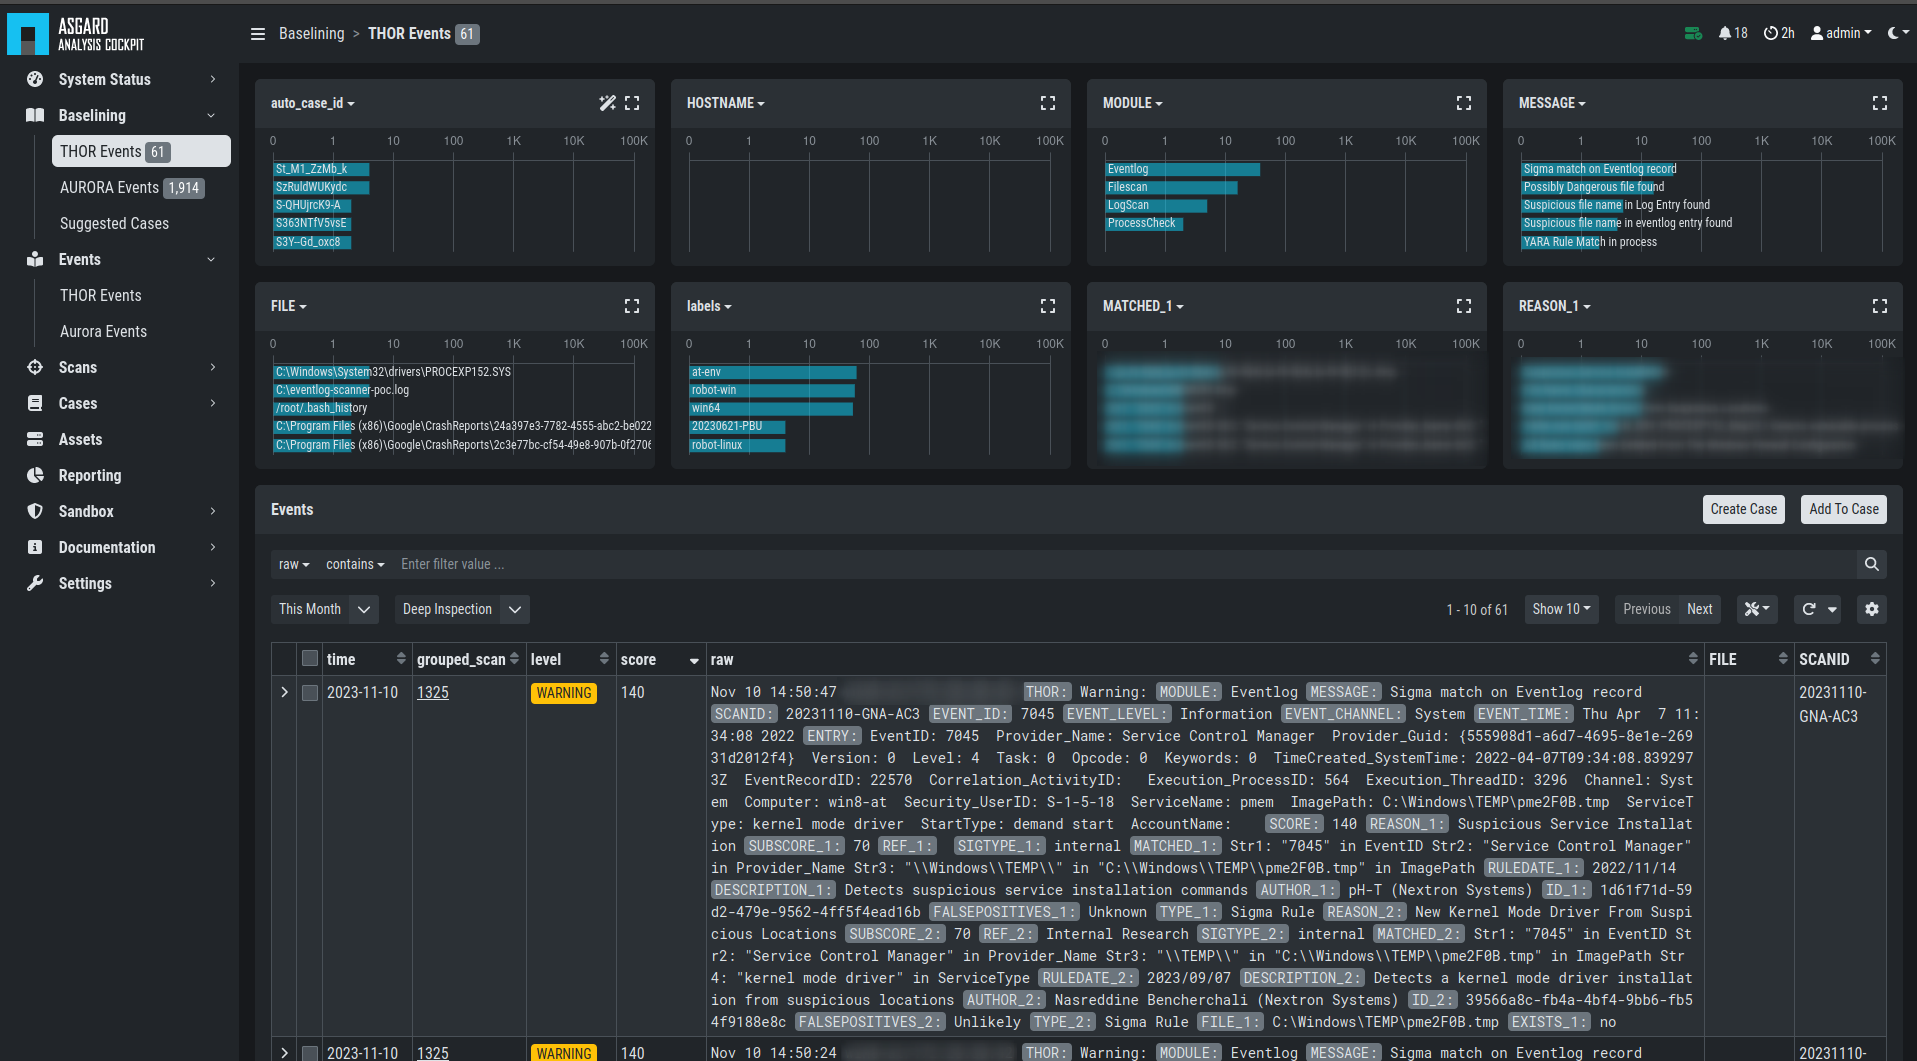 ASGARD
ANALYSIS COCKPIT
Baselining > THOR Events 61
18 2h admin
System Status
Baselining
THOR Events 61
AURORA Events 1,914
Suggested Cases
Events
THOR Events
Aurora Events
Scans
Cases
Assets
Reporting
Sandbox
Documentation
Settings
auto_case_id
0 1 10 100 1K 10K 100K
St_M1_ZzMb_k
SzRuldWUKydc
S-QHUjrcK9-A
S363NTfV5vsE
S3Y--Gd_oxc8
HOSTNAME
0 1 10 100 1K 10K 100K
MODULE
0 1 10 100 1K 10K 100K
Eventlog
Filescan
LogScan
ProcessCheck
MESSAGE
0 1 10 100 1K 10K 100K
Sigma match on Eventlog record
Possibly Dangerous file found
Suspicious file name in Log Entry found
Suspicious file name in eventlog entry found
YARA Rule Match in process
FILE
0 1 10 100 1K 10K 100K
C:\Windows\System32\drivers\PROCEXP152.SYS
C:\eventlog-scanner-poc.log
/root/.bash_history
C:\Program Files (x86)\Google\CrashReports\24a397e3-7782-4555-abc2-be022
C:\Program Files (x86)\Google\CrashReports\2c3e77bc-cf54-49e8-907b-0f2706
labels
0 1 10 100 1K 10K 100K
at-env
robot-win
win64
20230621-PBU
robot-linux
MATCHED_1
0 1 10 100 1K 10K 100K
REASON_1
0 1 10 100 1K 10K 100K
Events
Create Case Add To Case
raw contains Enter filter value ...
This Month Deep Inspection 1 - 10 of 61 Show 10 Previous Next
time grouped_scan level score raw FILE SCANID
2023-11-10 1325 WARNING 140
Nov 10 14:50:47 THOR: Warning: MODULE: Eventlog MESSAGE: Sigma match on Eventlog record
SCANID: 20231110-GNA-AC3 EVENT_ID: 7045 EVENT_LEVEL: Information EVENT_CHANNEL: System EVENT_TIME: Thu Apr 7 11:
34:08 2022 ENTRY: EventID: 7045 Provider_Name: Service Control Manager Provider_Guid: {555908d1-a6d7-4695-8e1e-269
31d2012f4} Version: 0 Level: 4 Task: 0 Opcode: 0 Keywords: 0 TimeCreated_SystemTime: 2022-04-07T09:34:08.839297
3Z EventRecordID: 22570 Correlation_ActivityID: Execution_ProcessID: 564 Execution_ThreadID: 3296 Channel: Syst
em Computer: win8-at Security_UserID: S-1-5-18 ServiceName: pmem ImagePath: C:\Windows\TEMP\pme2F0B.tmp ServiceT
ype: kernel mode driver StartType: demand start AccountName: SCORE: 140 REASON_1: Suspicious Service Installat
ion SUBSCORE_1: 70 REF_1: SIGTYPE_1: internal MATCHED_1: Str1: "7045" in EventID Str2: "Service Control Manager"
in Provider_Name Str3: "\\Windows\\TEMP\\" in "C:\\Windows\\TEMP\\pme2F0B.tmp" in ImagePath RULEDATE_1: 2022/11/14
DESCRIPTION_1: Detects suspicious service installation commands AUTHOR_1: pH-T (Nextron Systems) ID_1: 1d61f71d-59
d2-479e-9562-4ff5f4ead16b FALSEPOSITIVES_1: Unknown TYPE_1: Sigma Rule REASON_2: New Kernel Mode Driver From Suspi
cious Locations SUBSCORE_2: 70 REF_2: Internal Research SIGTYPE_2: internal MATCHED_2: Str1: "7045" in EventID St
r2: "Service Control Manager" in Provider_Name Str3: "\\TEMP\\" in "C:\\Windows\\TEMP\\pme2F0B.tmp" in ImagePath Str
4: "kernel mode driver" in ServiceType RULEDATE_2: 2023/09/07 DESCRIPTION_2: Detects a kernel mode driver installat
ion from suspicious locations AUTHOR_2: Nasreddine Bencherchali (Nextron Systems) ID_2: 39566a8c-fb4a-4bf4-9bb6-fb5
4f9188e8c FALSEPOSITIVES_2: Unlikely TYPE_2: Sigma Rule FILE_1: C:\Windows\TEMP\pme2F0B.tmp EXISTS_1: no
20231110-
GNA-AC3
2023-11-10 1325 WARNING 140 Nov 10 14:50:24 THOR: Warning: MODULE: Eventlog MESSAGE: Sigma match on Eventlog record 20231110-